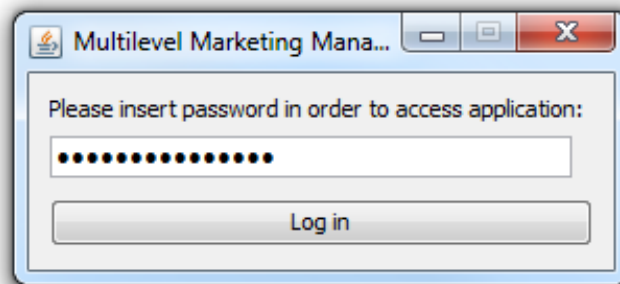 Multilevel Marketing Mana...
Please insert password in order to access application:
•••••••••••••••
Log in